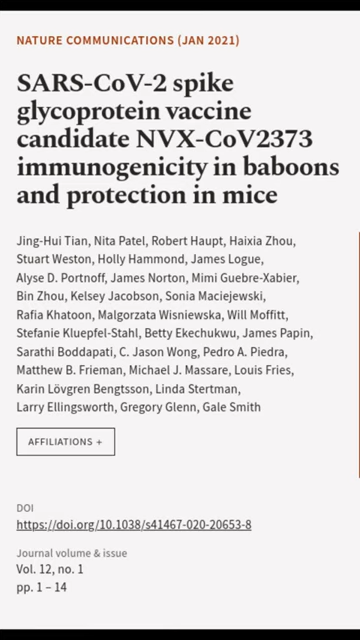 NATURE COMMUNICATIONS (JAN 2021)
SARS-CoV-2 spike
glycoprotein vaccine
candidate NVX-CoV2373
immunogenicity in baboons
and protection in mice
Jing-Hui Tian, Nita Patel, Robert Haupt, Haixia Zhou,
Stuart Weston, Holly Hammond, James Logue,
Alyse D. Portnoff, James Norton, Mimi Guebre-Xabier,
Bin Zhou, Kelsey Jacobson, Sonia Maciejewski,
Rafia Khatoon, Malgorzata Wisniewska, Will Moffitt,
Stefanie Kluepfel-Stahl, Betty Ekechukwu, James Papin,
Sarathi Boddapati, C. Jason Wong, Pedro A. Piedra,
Matthew B. Frieman, Michael J. Massare, Louis Fries,
Karin Lövgren Bengtsson, Linda Stertman,
Larry Ellingsworth, Gregory Glenn, Gale Smith
AFFILIATIONS +
DOI
https://doi.org/10.1038/s41467-020-20653-8
Journal volume & issue
Vol. 12, no. 1
pp. 1 – 14